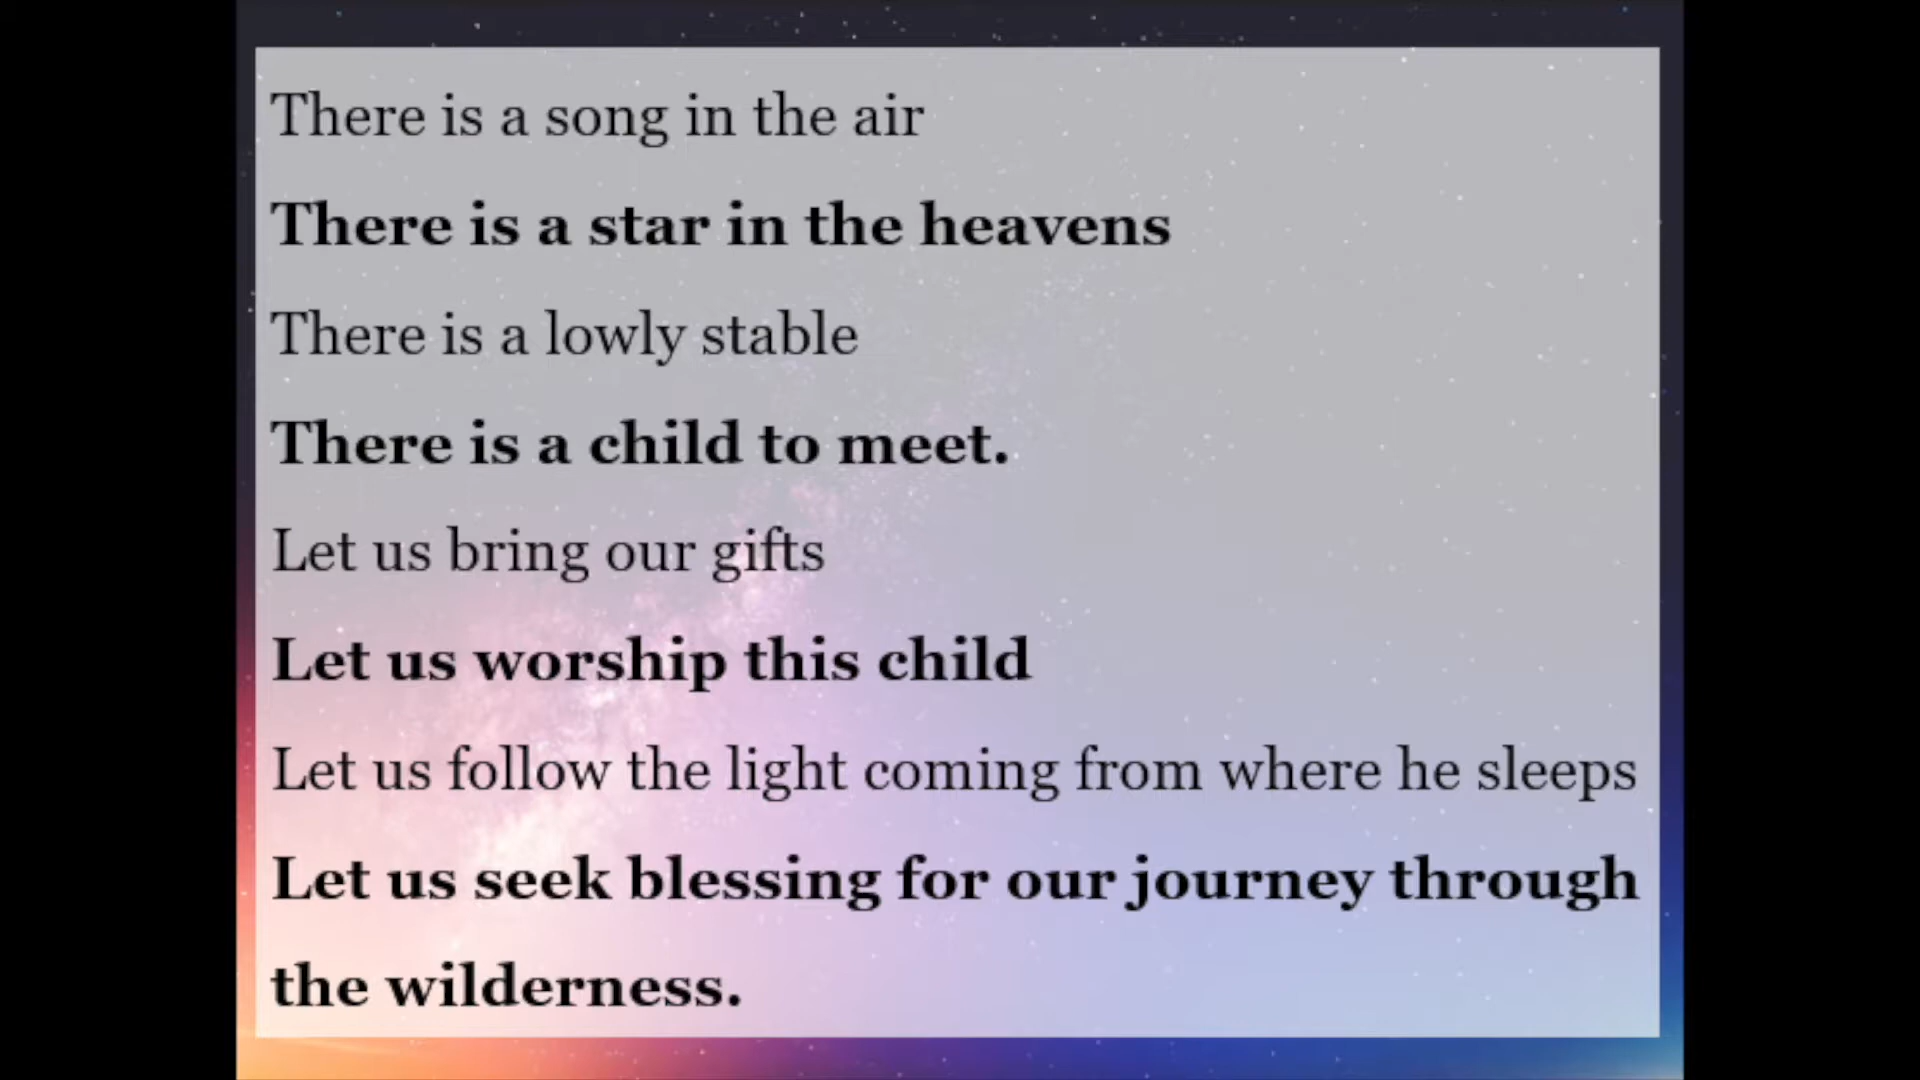 There is a song in the air
There is a star in the heavens
There is a lowly stable
There is a child to meet.
Let us bring our gifts
Let us worship this child
Let us follow the light coming from where he sleeps
Let us seek blessing for our journey through
the wilderness.